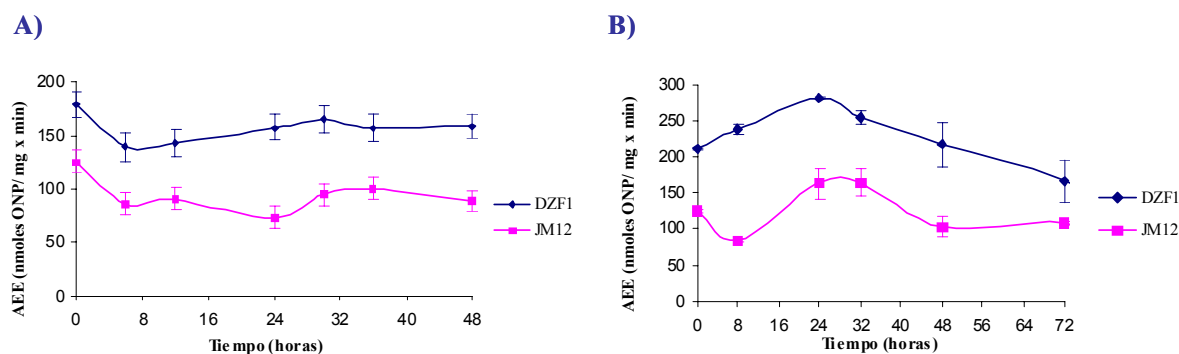 A)
AEE (nmoles ONP/ mg x min)
200
150
100
50
0
0 8 16 24 32 40 48
Tiempo (horas)
DZF1
JM12
B)
AEE (nmoles ONP/ mg x min)
300
250
200
150
100
50
0
0 8 16 24 32 40 48 56 64 72
Tiempo (horas)
DZF1
JM12